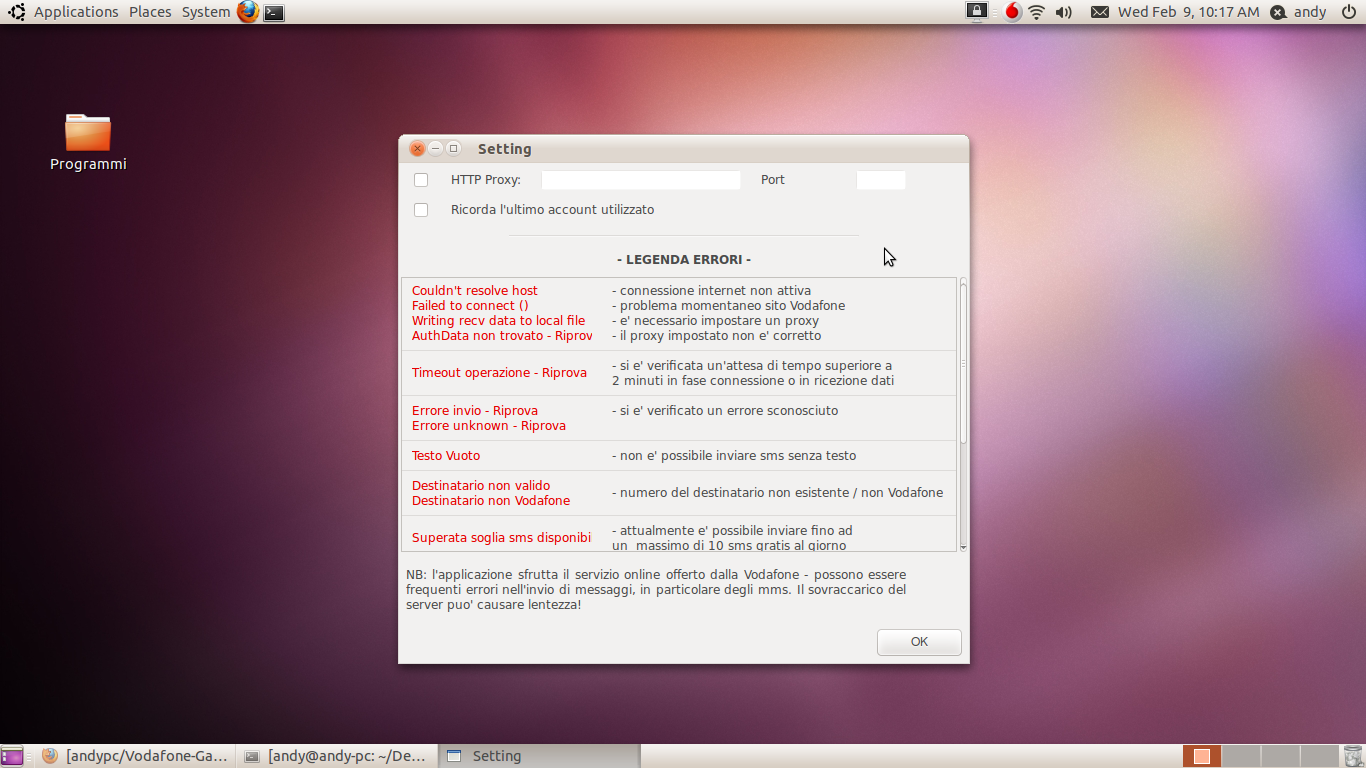 Applications Places System
Wed Feb 9, 10:17 AM andy
Programmi
Setting
HTTP Proxy: Port
Ricorda l'ultimo account utilizzato
- LEGENDA ERRORI -
Couldn't resolve host - connessione internet non attiva
Failed to connect () - problema momentaneo sito Vodafone
Writing recv data to local file - e' necessario impostare un proxy
AuthData non trovato - Riprov - il proxy impostato non e' corretto
Timeout operazione - Riprova - si e' verificata un'attesa di tempo superiore a
2 minuti in fase connessione o in ricezione dati
Errore invio - Riprova - si e' verificato un errore sconosciuto
Errore unknown - Riprova
Testo Vuoto - non e' possibile inviare sms senza testo
Destinatario non valido
Destinatario non Vodafone - numero del destinatario non esistente / non Vodafone
Superata soglia sms disponibi - attualmente e' possibile inviare fino ad
un massimo di 10 sms gratis al giorno
NB: l'applicazione sfrutta il servizio online offerto dalla Vodafone - possono essere
frequenti errori nell'invio di messaggi, in particolare degli mms. Il sovraccarico del
server puo' causare lentezza!
OK
[andypc/Vodafone-Ga... [andy@andy-pc: ~/De... Setting